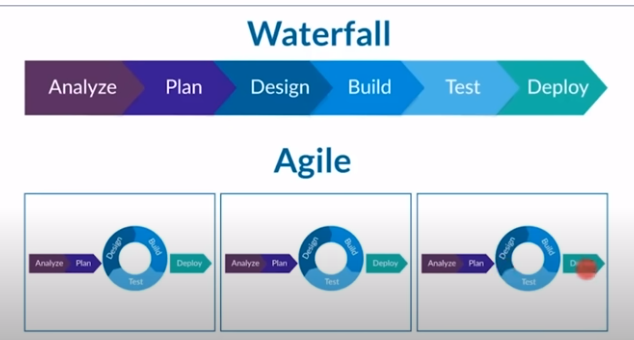 Waterfall
Analyze Plan Design Build Test Deploy
Agile
Analyze Plan Design Build Test Deploy
Analyze Plan Design Build Test Deploy
Analyze Plan Design Build Test